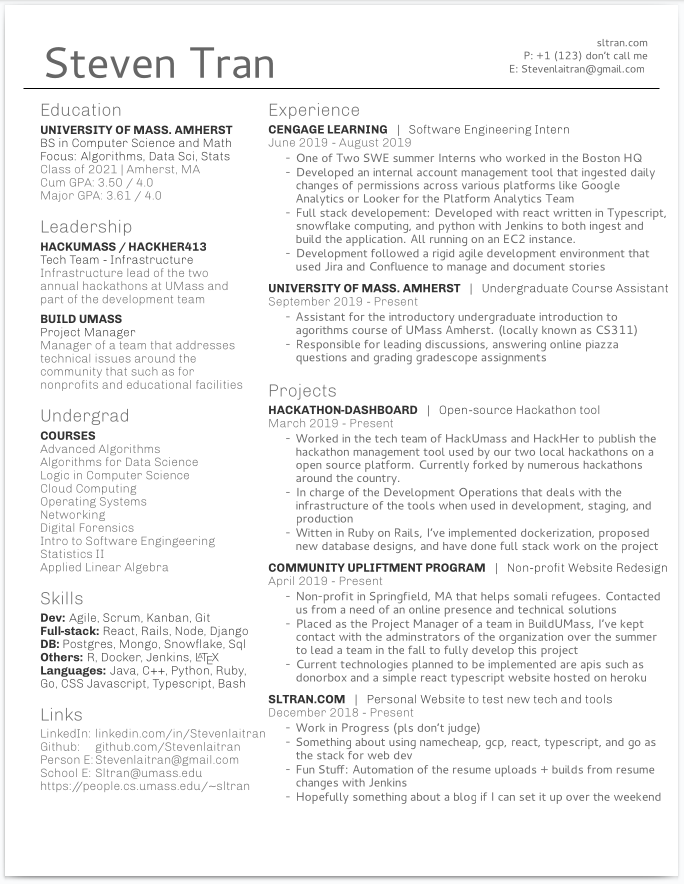 Steven Tran
sltran.com
P: +1 (123) don't call me
E: Stevenlaitran@gmail.com
Education
UNIVERSITY OF MASS. AMHERST
BS in Computer Science and Math
Focus: Algorithms, Data Sci, Stats
Class of 2021 | Amherst, MA
Cum GPA: 3.50 / 4.0
Major GPA: 3.61 / 4.0
Leadership
HACKUMASS / HACKHER413
Tech Team - Infrastructure
Infrastructure lead of the two
annual hackathons at UMass and
part of the development team
BUILD UMASS
Project Manager
Manager of a team that addresses
technical issues around the
community that such as for
nonprofits and educational facilities
Undergrad
COURSES
Advanced Algorithms
Algorithms for Data Science
Logic in Computer Science
Cloud Computing
Operating Systems
Networking
Digital Forensics
Intro to Software Engingeering
Statistics II
Applied Linear Algebra
Skills
Dev: Agile, Scrum, Kanban, Git
Full-stack: React, Rails, Node, Django
DB: Postgres, Mongo, Snowflake, Sql
Others: R, Docker, Jenkins, LATEX
Languages: Java, C++, Python, Ruby,
Go, CSS Javascript, Typescript, Bash
Links
LinkedIn: linkedin.com/in/Stevenlaitran
Github: github.com/Stevenlaitran
Person E: Stevenlaitran@gmail.com
School E: Sltran@umass.edu
https://people.cs.umass.edu/~sltran
Experience
CENGAGE LEARNING | Software Engineering Intern
June 2019 - August 2019
- One of Two SWE summer Interns who worked in the Boston HQ
- Developed an internal account management tool that ingested daily
changes of permissions across various platforms like Google
Analytics or Looker for the Platform Analytics Team
- Full stack developement: Developed with react written in Typescript,
snowflake computing, and python with Jenkins to both ingest and
build the application. All running on an EC2 instance.
- Development followed a rigid agile development environment that
used Jira and Confluence to manage and document stories
UNIVERSITY OF MASS. AMHERST | Undergraduate Course Assistant
September 2019 - Present
- Assistant for the introductory undergraduate introduction to
agorithms course of UMass Amherst. (locally known as CS311)
- Responsible for leading discussions, answering online piazza
questions and grading gradescope assignments
Projects
HACKATHON-DASHBOARD | Open-source Hackathon tool
March 2019 - Present
- Worked in the tech team of HackUmass and HackHer to publish the
hackathon management tool used by our two local hackathons on a
open source platform. Currently forked by numerous hackathons
around the country.
- In charge of the Development Operations that deals with the
infrastructure of the tools when used in development, staging, and
production
- Witten in Ruby on Rails, I've implemented dockerization, proposed
new database designs, and have done full stack work on the project
COMMUNITY UPLIFTMENT PROGRAM | Non-profit Website Redesign
April 2019 - Present
- Non-profit in Springfield, MA that helps somali refugees. Contacted
us from a need of an online presence and technical solutions
- Placed as the Project Manager of a team in BuildUMass, I've kept
contact with the adminstrators of the organization over the summer
to lead a team in the fall to fully develop this project
- Current technologies planned to be implemented are apis such as
donorbox and a simple react typescript website hosted on heroku
SLTRAN.COM | Personal Website to test new tech and tools
December 2018 - Present
- Work in Progress (pls don't judge)
- Something about using namecheap, gcp, react, typescript, and go as
the stack for web dev
- Fun Stuff: Automation of the resume uploads + builds from resume
changes with Jenkins
- Hopefully something about a blog if I can set it up over the weekend